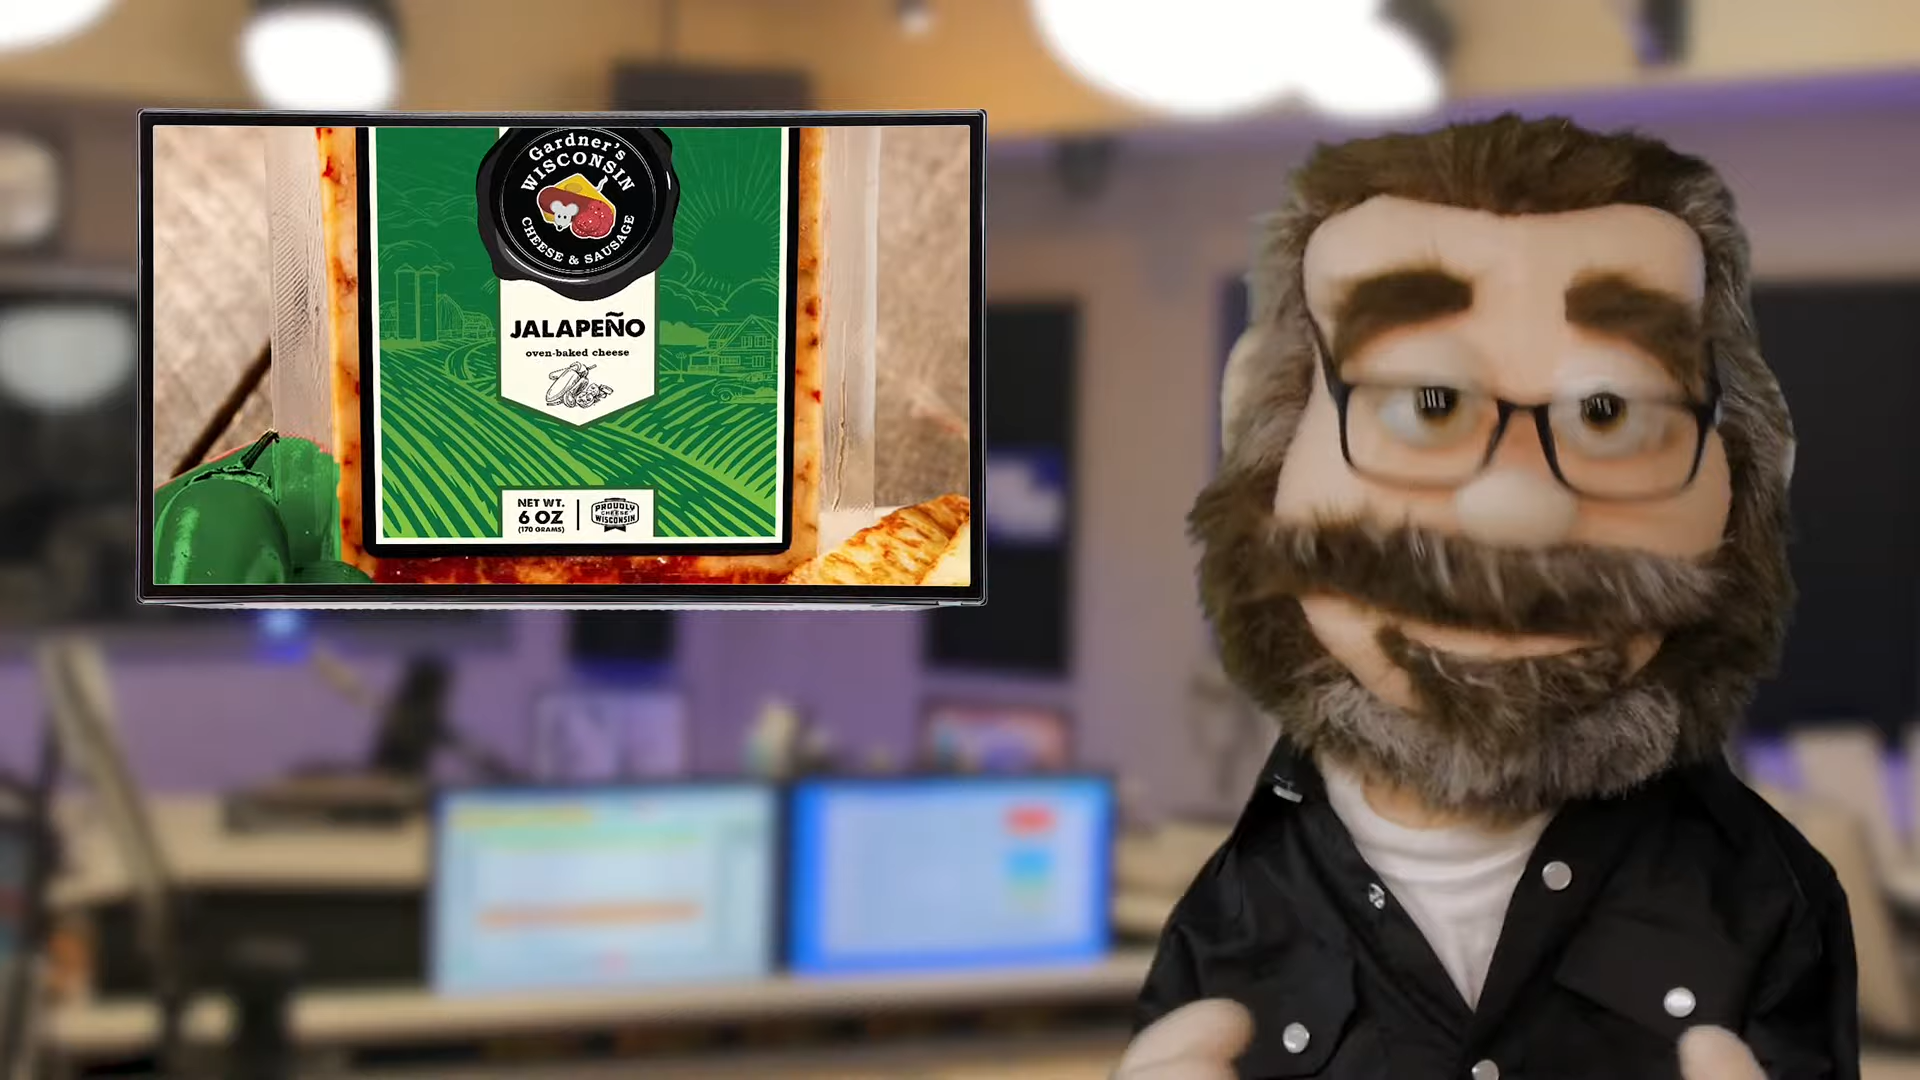 Gardner's
WISCONSIN
CHEESE & SAUSAGE
JALAPEÑO
oven-baked cheese
NET WT.
6 OZ
(170 GRAMS)
PROUDLY
WISCONSIN
CHEESE